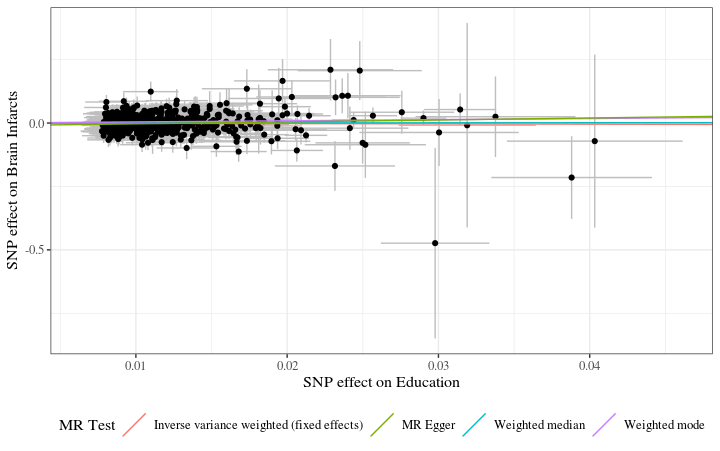 SNP effect on Brain Infarcts
0.0
-0.5
0.01 0.02 0.03 0.04
SNP effect on Education
MR Test Inverse variance weighted (fixed effects) MR Egger Weighted median Weighted mode